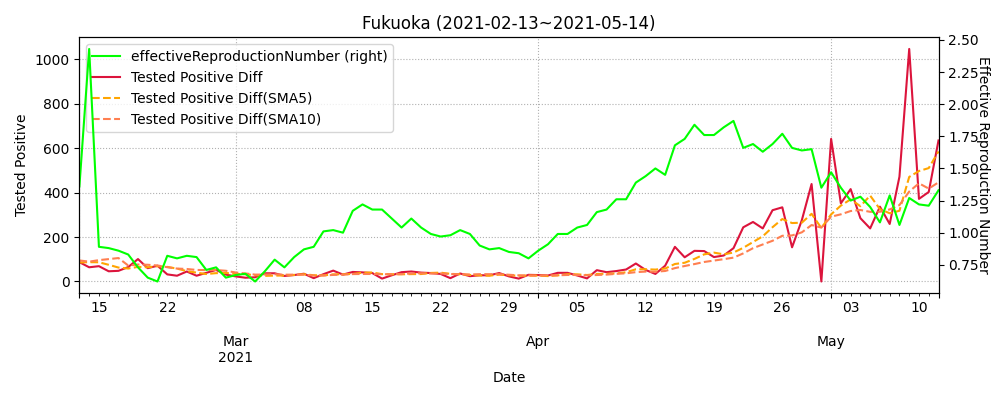 Fukuoka (2021-02-13~2021-05-14)
effectiveReproductionNumber (right)
Tested Positive Diff
Tested Positive Diff(SMA5)
Tested Positive Diff(SMA10)
Tested Positive
1000
800
600
400
200
0
2.50
2.25
2.00
1.75
1.50
1.25
1.00
0.75
Effective Reproduction Number
15 22 08 15 22 29 05 12 19 26 03 10
Mar Apr May
2021
Date